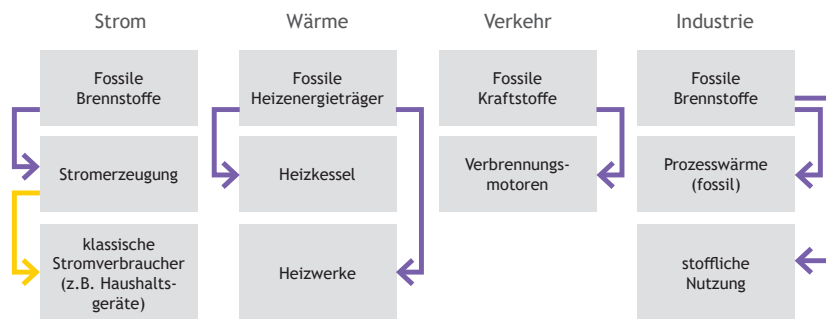 Strom
Wärme
Verkehr
Industrie
Fossile
Brennstoffe
Fossile
Heizenergieträger
Fossile
Kraftstoffe
Fossile
Brennstoffe
Stromerzeugung
Heizkessel
Verbrennungs-
motoren
Prozesswärme
(fossil)
klassische
Stromverbraucher
(z.B. Haushalts-
geräte)
Heizwerke
stoffliche
Nutzung